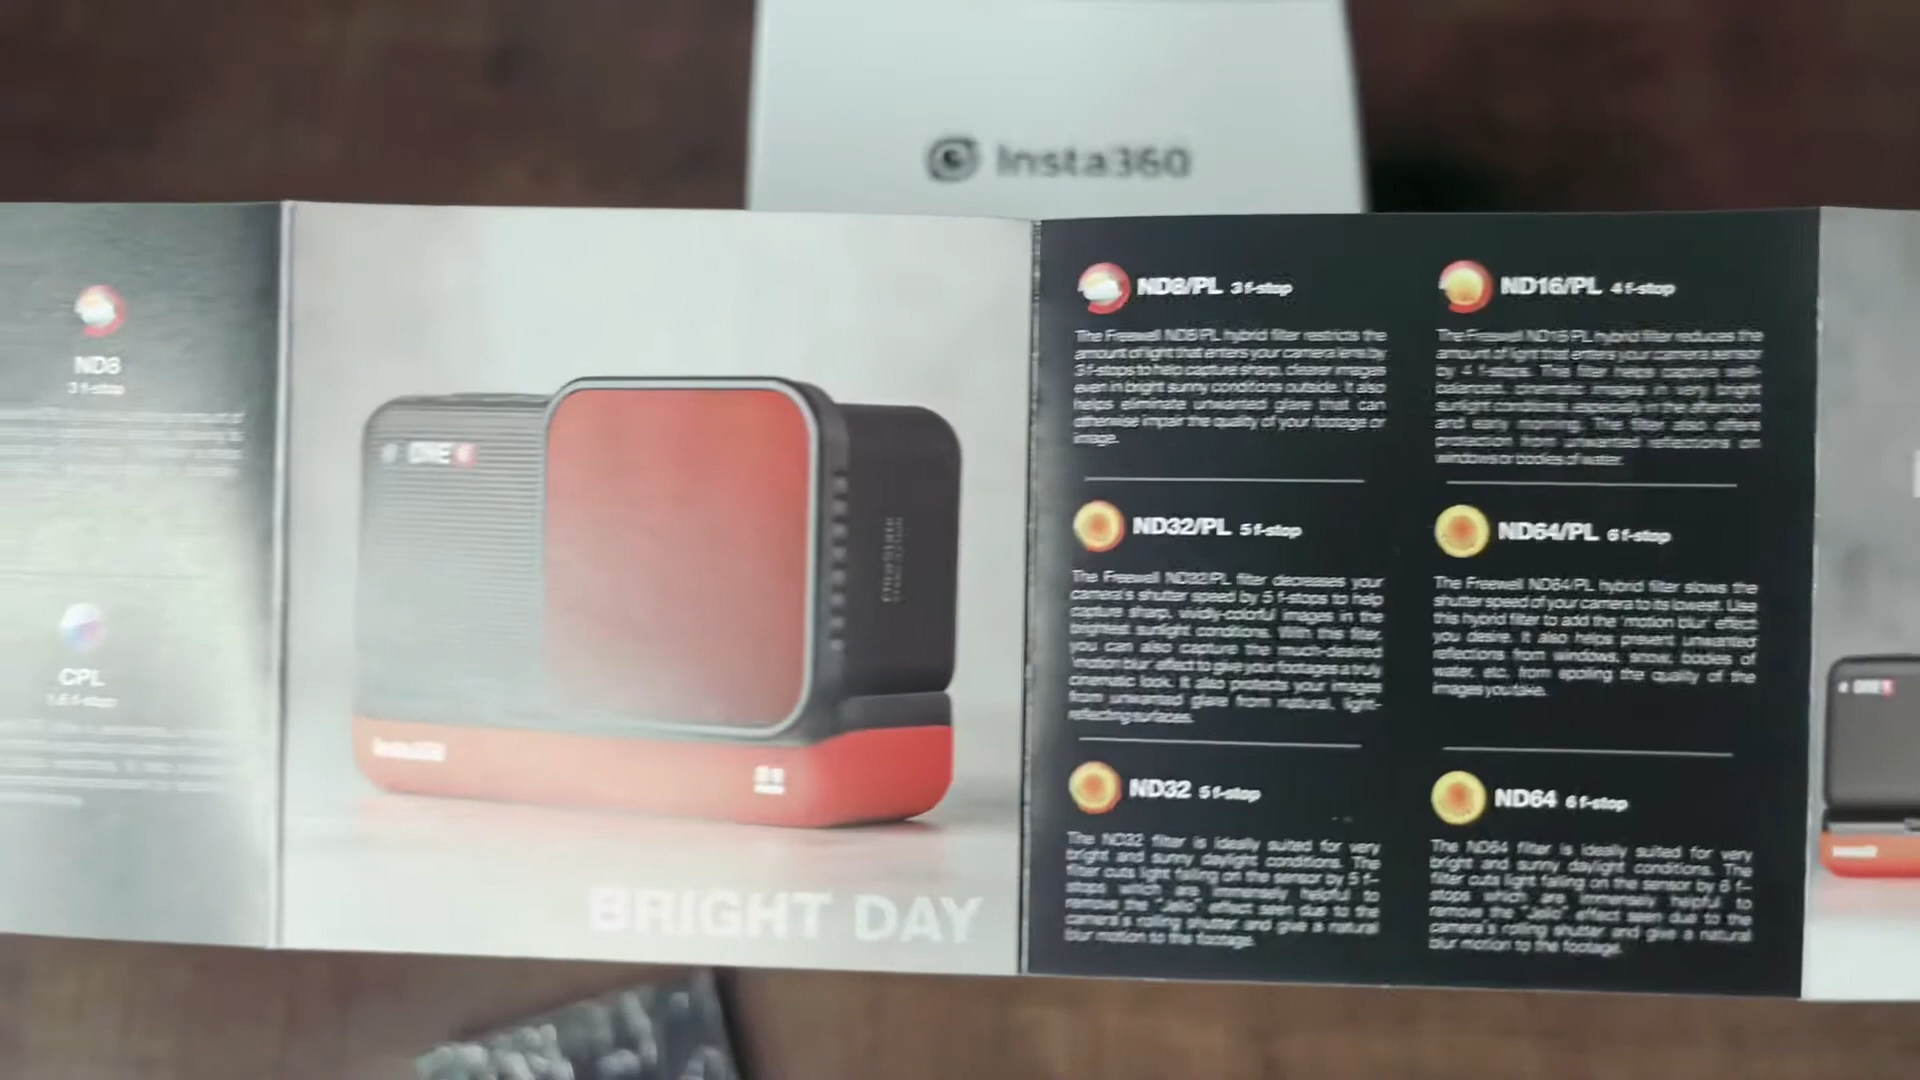 Insta360
ND8
3 f-stop
CPL
ONE R
Insta360
BRIGHT DAY
ND8/PL 3 f-stop
The Freewell ND8/PL hybrid filter restricts the
amount of light that enters your camera lens by
3 f-stops to help capture sharp, clearer images
even in bright sunny conditions outside. It also
helps eliminate unwanted glare that can
otherwise impair the quality of your footage or
image.
ND16/PL 4 f-stop
The Freewell ND16/PL hybrid filter reduces the
amount of light that enters your camera sensor
by 4 f-stops. This filter helps capture well-
balanced, cinematic images in very bright
sunlight conditions especially in the afternoon
and early morning. The filter also offers
protection from unwanted reflections on
windows or bodies of water.
ND32/PL 5 f-stop
The Freewell ND32/PL filter decreases your
camera's shutter speed by 5 f-stops to help
capture sharp, vividly-colorful images in the
brightest sunlight conditions. With this filter,
you can also capture the much-desired
'motion blur' effect to give your footages a truly
cinematic look. It also protects your images
from unwanted glare from natural, light-
reflecting surfaces.
ND64/PL 6 f-stop
The Freewell ND64/PL hybrid filter slows the
shutter speed of your camera to its lowest. Use
this hybrid filter to add the 'motion blur' effect
you desire. It also helps prevent unwanted
reflections from windows, snow, bodies of
water, etc, from spoiling the quality of the
images you take.
ND32 5 f-stop
The ND32 filter is ideally suited for very
bright and sunny daylight conditions. The
filter cuts light falling on the sensor by 5 f-
stops which are immensely helpful to
remove the "Jello" effect seen due to the
camera's rolling shutter and give a natural
blur motion to the footage.
ND64 6 f-stop
The ND64 filter is ideally suited for very
bright and sunny daylight conditions. The
filter cuts light falling on the sensor by 6 f-
stops which are immensely helpful to
remove the "Jello" effect seen due to the
camera's rolling shutter and give a natural
blur motion to the footage.